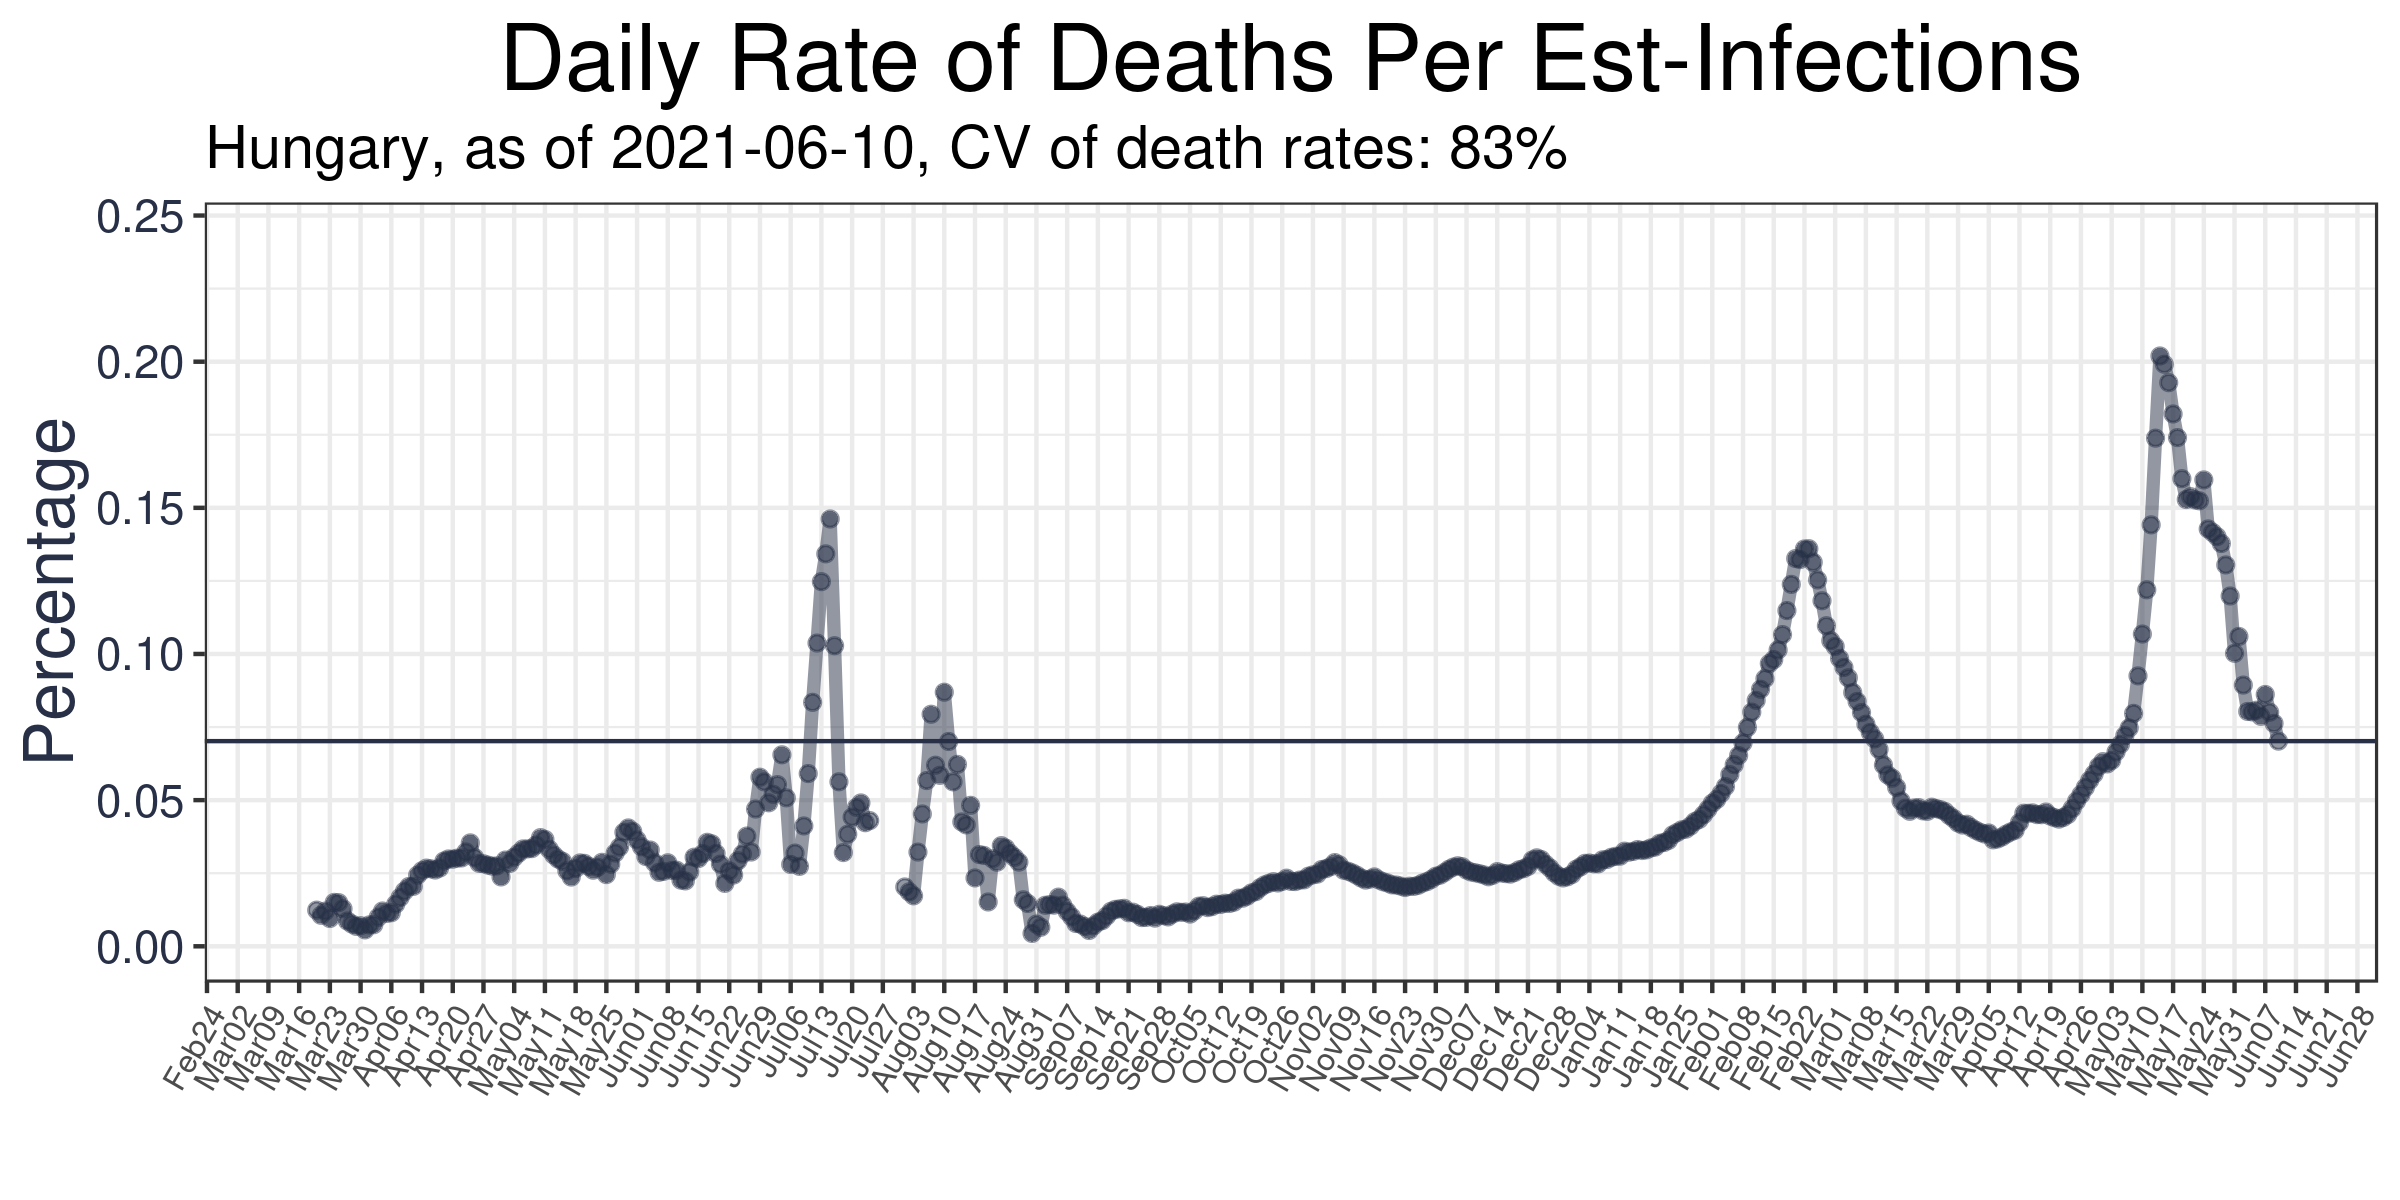 Daily Rate of Deaths Per Est-Infections
Hungary, as of 2021-06-10, CV of death rates: 83%
Percentage
0.25
0.20
0.15
0.10
0.05
0.00
Feb24
Mar02
Mar09
Mar16
Mar23
Mar30
Apr06
Apr13
Apr20
Apr27
May04
May11
May18
May25
Jun01
Jun08
Jun15
Jun22
Jun29
Jul06
Jul13
Jul20
Jul27
Aug03
Aug10
Aug17
Aug24
Aug31
Sep07
Sep14
Sep21
Sep28
Oct05
Oct12
Oct19
Oct26
Nov02
Nov09
Nov16
Nov23
Nov30
Dec07
Dec14
Dec21
Dec28
Jan04
Jan11
Jan18
Jan25
Feb01
Feb08
Feb15
Feb22
Mar01
Mar08
Mar15
Mar22
Mar29
Apr05
Apr12
Apr19
Apr26
May03
May10
May17
May24
May31
Jun07
Jun14
Jun21
Jun28